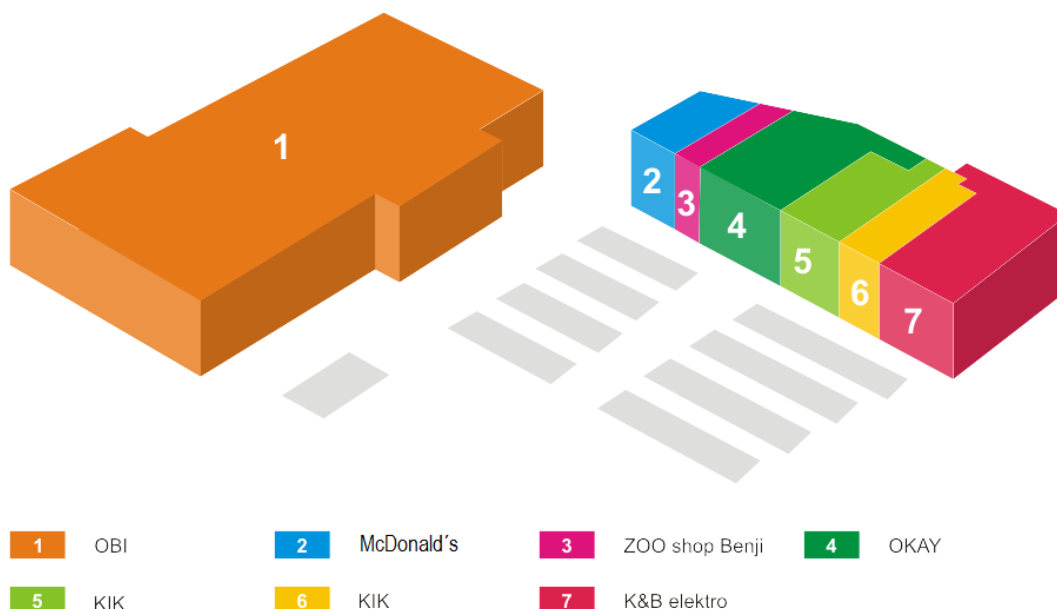 1
2
3
4
5
6
7
1 OBI
2 McDonald´s
3 ZOO shop Benji
4 OKAY
5 KIK
6 KIK
7 K&B elektro